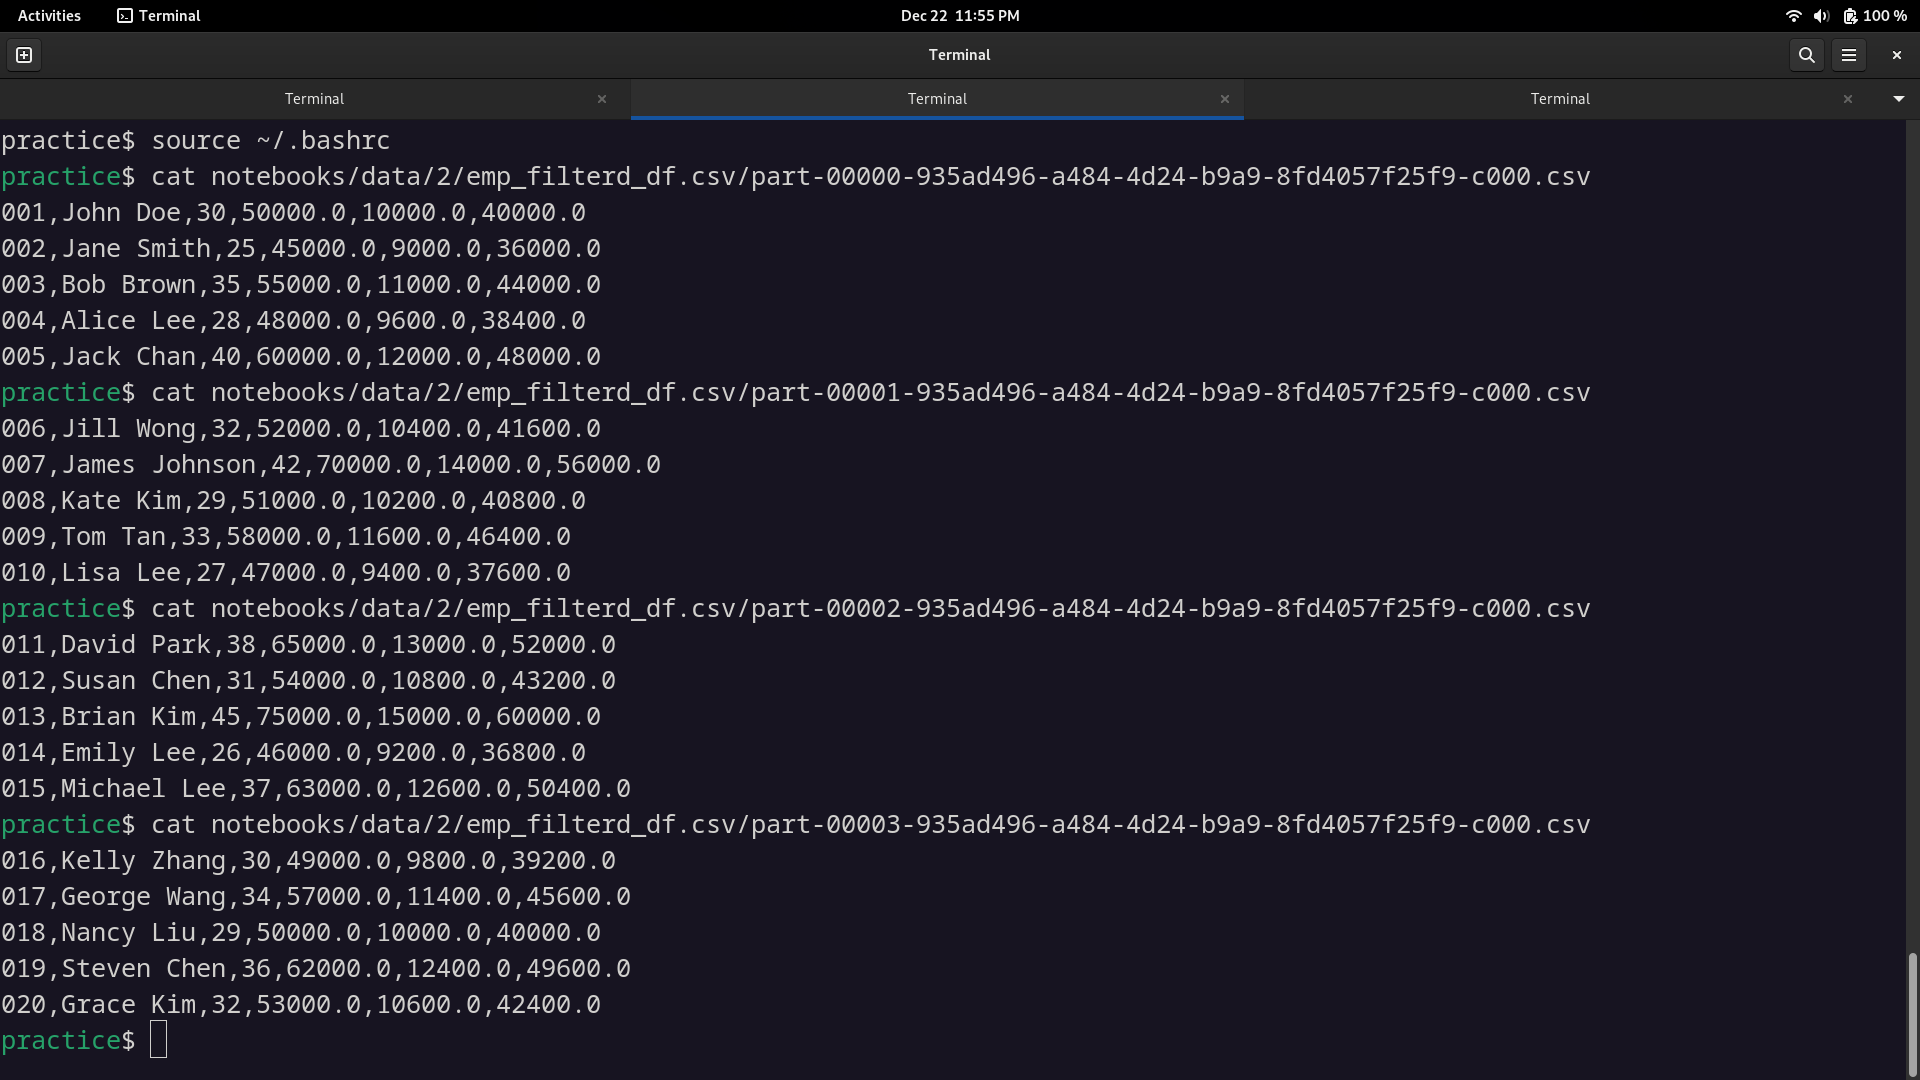 Activities Terminal Dec 22 11:55 PM 100 %
Terminal
Terminal Terminal Terminal
practice$ source ~/.bashrc
practice$ cat notebooks/data/2/emp_filterd_df.csv/part-00000-935ad496-a484-4d24-b9a9-8fd4057f25f9-c000.csv
001,John Doe,30,50000.0,10000.0,40000.0
002,Jane Smith,25,45000.0,9000.0,36000.0
003,Bob Brown,35,55000.0,11000.0,44000.0
004,Alice Lee,28,48000.0,9600.0,38400.0
005,Jack Chan,40,60000.0,12000.0,48000.0
practice$ cat notebooks/data/2/emp_filterd_df.csv/part-00001-935ad496-a484-4d24-b9a9-8fd4057f25f9-c000.csv
006,Jill Wong,32,52000.0,10400.0,41600.0
007,James Johnson,42,70000.0,14000.0,56000.0
008,Kate Kim,29,51000.0,10200.0,40800.0
009,Tom Tan,33,58000.0,11600.0,46400.0
010,Lisa Lee,27,47000.0,9400.0,37600.0
practice$ cat notebooks/data/2/emp_filterd_df.csv/part-00002-935ad496-a484-4d24-b9a9-8fd4057f25f9-c000.csv
011,David Park,38,65000.0,13000.0,52000.0
012,Susan Chen,31,54000.0,10800.0,43200.0
013,Brian Kim,45,75000.0,15000.0,60000.0
014,Emily Lee,26,46000.0,9200.0,36800.0
015,Michael Lee,37,63000.0,12600.0,50400.0
practice$ cat notebooks/data/2/emp_filterd_df.csv/part-00003-935ad496-a484-4d24-b9a9-8fd4057f25f9-c000.csv
016,Kelly Zhang,30,49000.0,9800.0,39200.0
017,George Wang,34,57000.0,11400.0,45600.0
018,Nancy Liu,29,50000.0,10000.0,40000.0
019,Steven Chen,36,62000.0,12400.0,49600.0
020,Grace Kim,32,53000.0,10600.0,42400.0
practice$